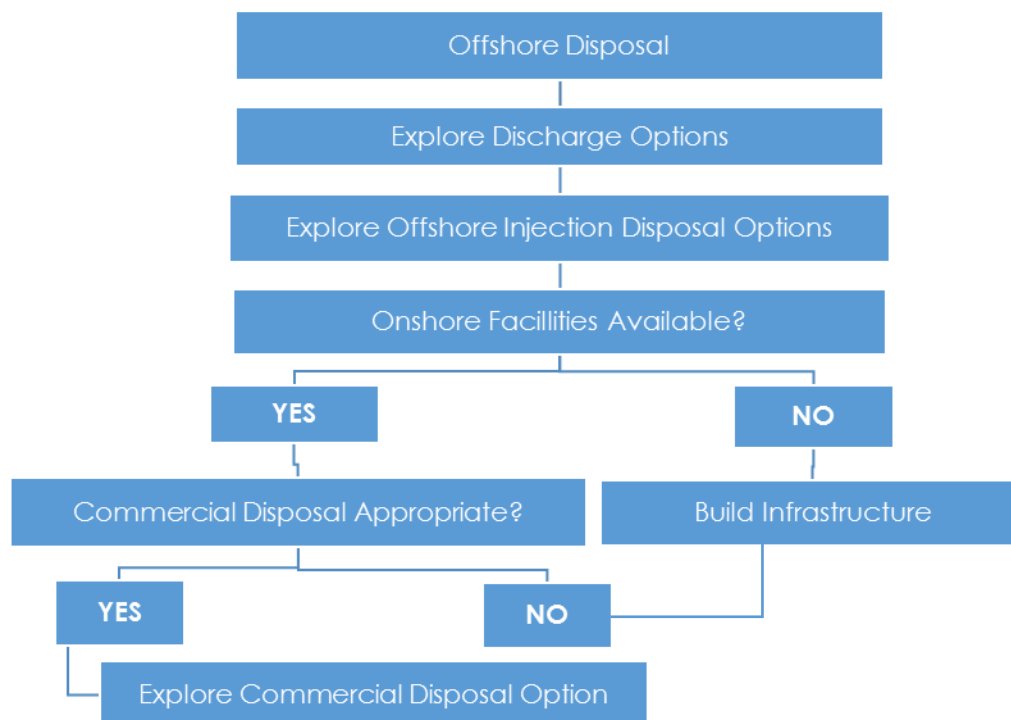 Offshore Disposal
Explore Discharge Options
Explore Offshore Injection Disposal Options
Onshore Facillities Available?
YES
NO
Commercial Disposal Appropriate?
Build Infrastructure
YES
NO
Explore Commercial Disposal Option